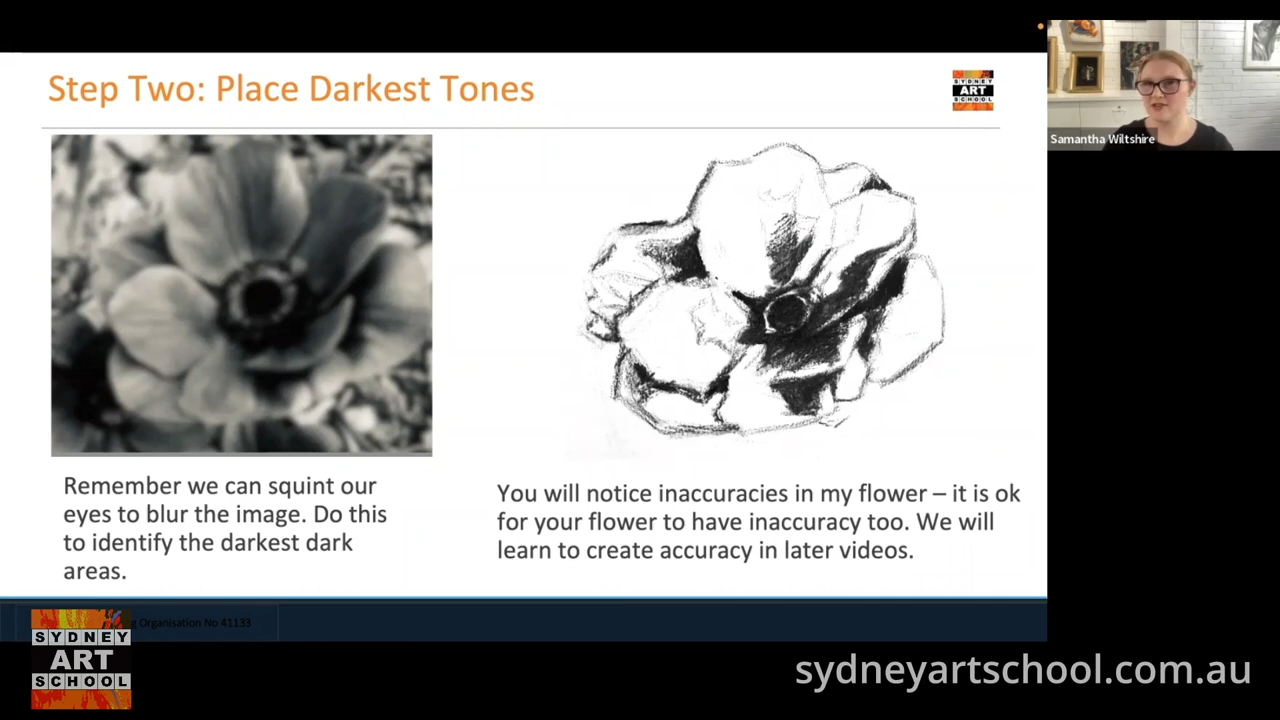 Step Two: Place Darkest Tones
SYDNEY
ART
SCHOOL
Samantha Wiltshire
Remember we can squint our
eyes to blur the image. Do this
to identify the darkest dark
areas.
You will notice inaccuracies in my flower – it is ok
for your flower to have inaccuracy too. We will
learn to create accuracy in later videos.
Organisation No 41133
SYDNEY
ART
SCHOOL
sydneyartschool.com.au